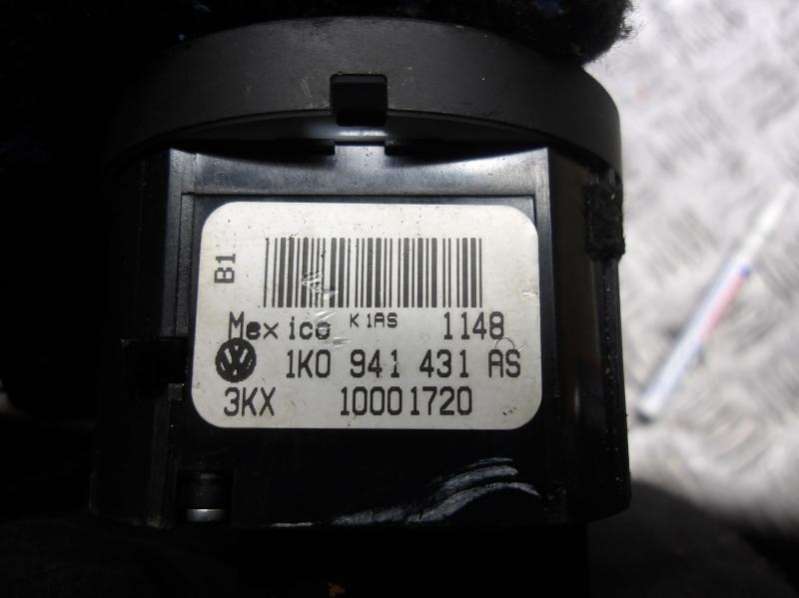 B1
Mexico K1AS 1148
1K0 941 431 AS
3KX 10001720